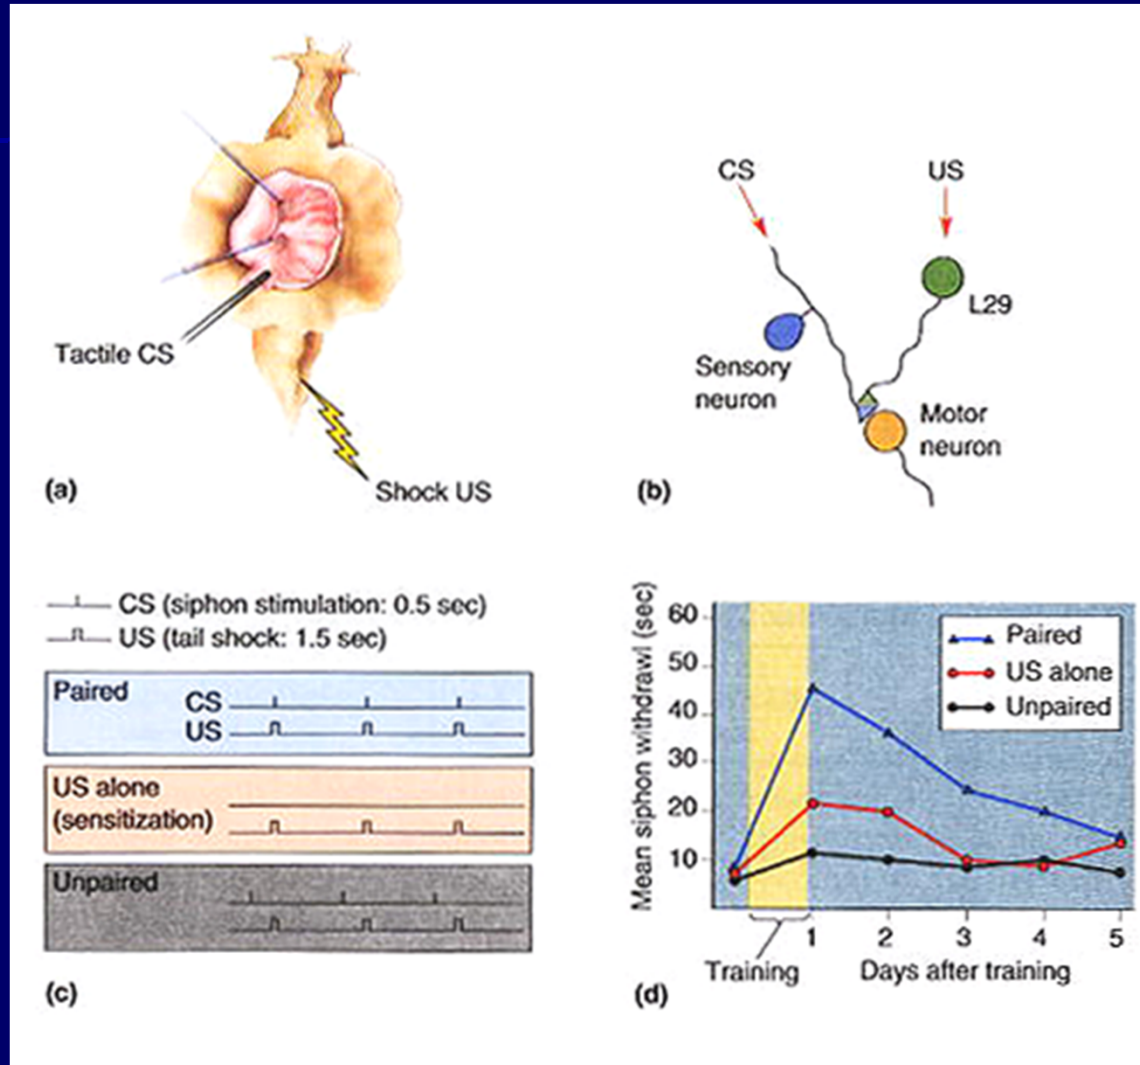 Tactile CS
Shock US
(a)
CS
US
L29
Sensory
neuron
Motor
neuron
(b)
CS (siphon stimulation: 0.5 sec)
US (tail shock: 1.5 sec)
Paired
CS
US
US alone
(sensitization)
Unpaired
(c)
Mean siphon withdrawl (sec)
60
50
40
30
20
10
Paired
US alone
Unpaired
1 2 3 4 5
Training
Days after training
(d)